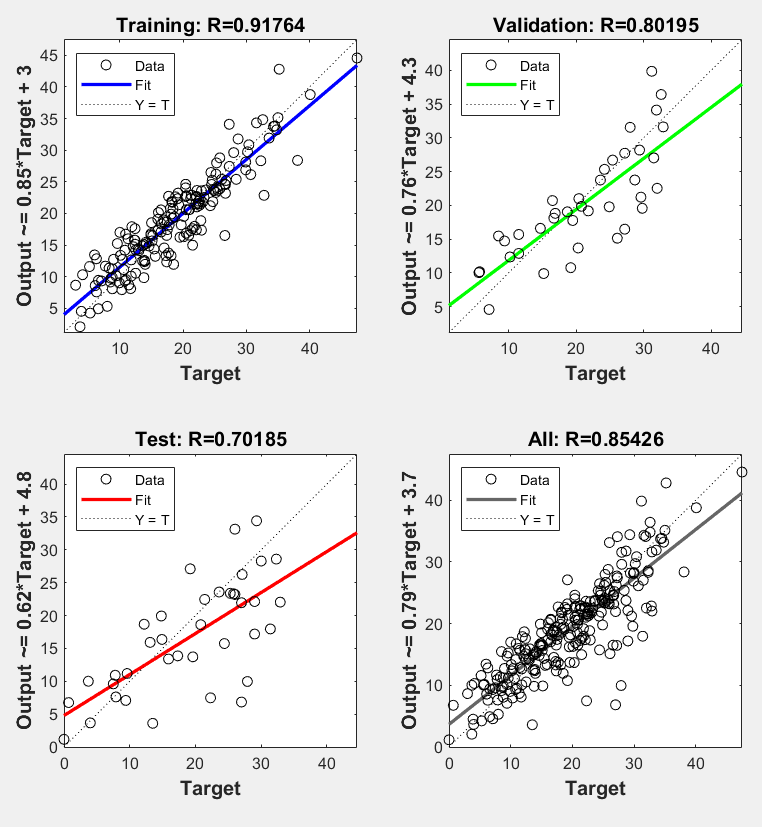 Training: R=0.91764
Output ~= 0.85*Target + 3
45
40
35
30
25
20
15
10
5
Data
Fit
Y = T
10
20
30
40
Target
Validation: R=0.80195
Output ~= 0.76*Target + 4.3
40
35
30
25
20
15
10
5
Data
Fit
Y = T
10
20
30
40
Target
Test: R=0.70185
Output ~= 0.62*Target + 4.8
40
35
30
25
20
15
10
5
0
Data
Fit
Y = T
0
10
20
30
40
Target
All: R=0.85426
Output ~= 0.79*Target + 3.7
40
30
20
10
0
Data
Fit
Y = T
0
10
20
30
40
Target